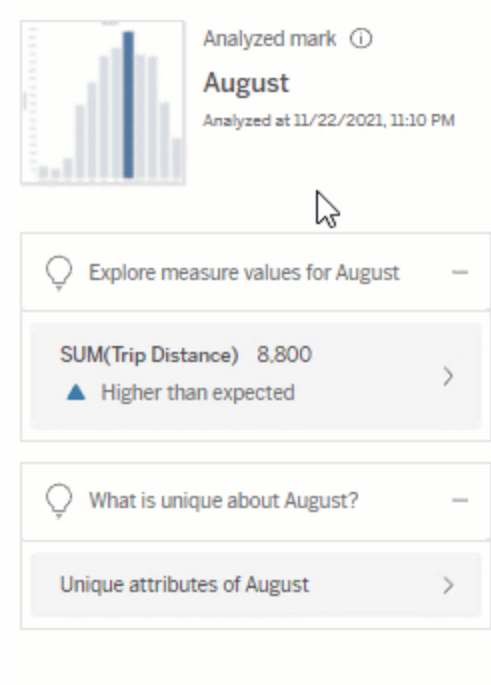 Analyzed mark
August
Analyzed at 11/22/2021, 11:10 PM
Explore measure values for August
SUM(Trip Distance) 8,800
Higher than expected
What is unique about August?
Unique attributes of August